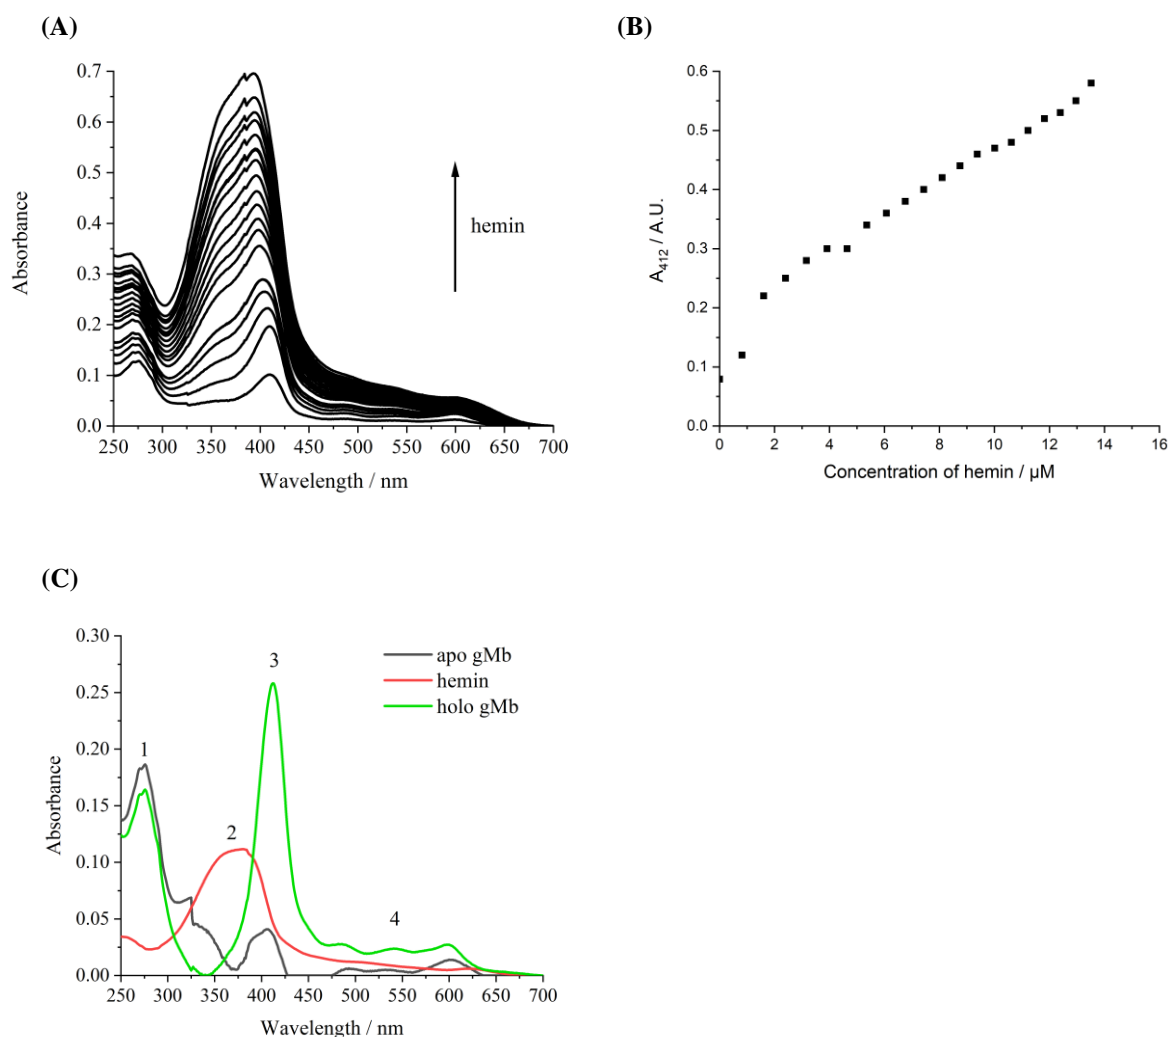 (A)
0.7
0.6
0.5
0.4
0.3
0.2
0.1
0.0
250 300 350 400 450 500 550 600 650 700
Absorbance
Wavelength / nm
hemin
(B)
0.6
0.5
0.4
0.3
0.2
0.1
0.0
0 2 4 6 8 10 12 14 16
A₄₁₂ / A.U.
Concentration of hemin / µM
(C)
0.30
0.25
0.20
0.15
0.10
0.05
0.00
250 300 350 400 450 500 550 600 650 700
Absorbance
Wavelength / nm
1
2
3
4
apo gMb
hemin
holo gMb